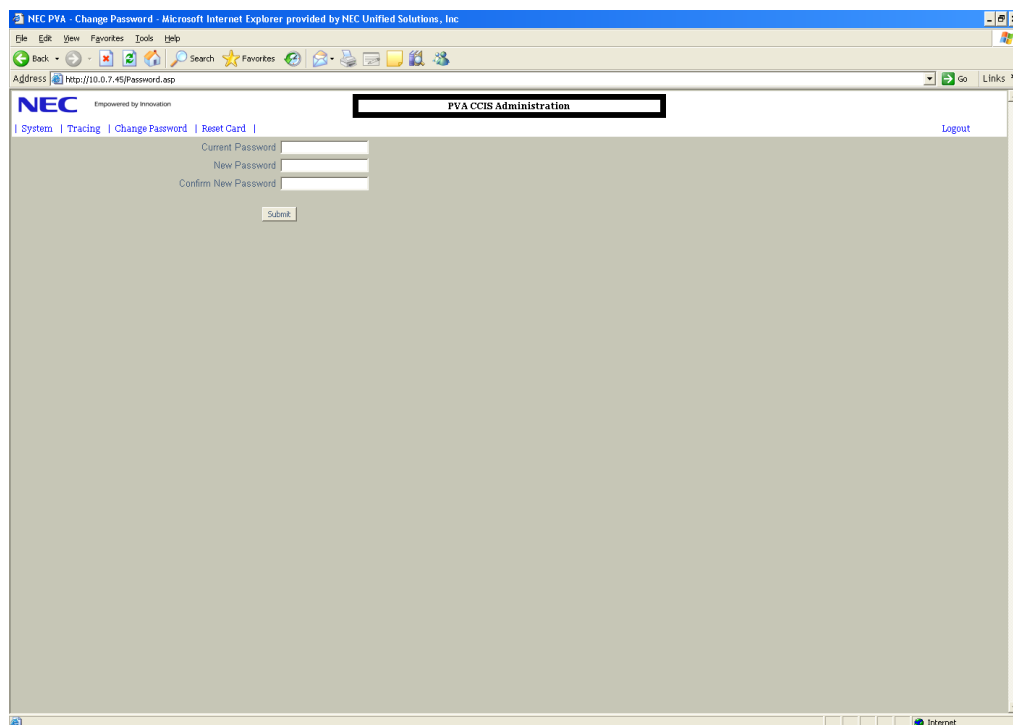 NEC PVA - Change Password - Microsoft Internet Explorer provided by NEC Unified Solutions, Inc
File Edit View Favorites Tools Help
Back Search Favorites
Address http://10.0.7.45/Password.asp Go Links
NEC Empowered by Innovation PVA CCIS Administration
| System | Tracing | Change Password | Reset Card | Logout
Current Password
New Password
Confirm New Password
Submit
Internet